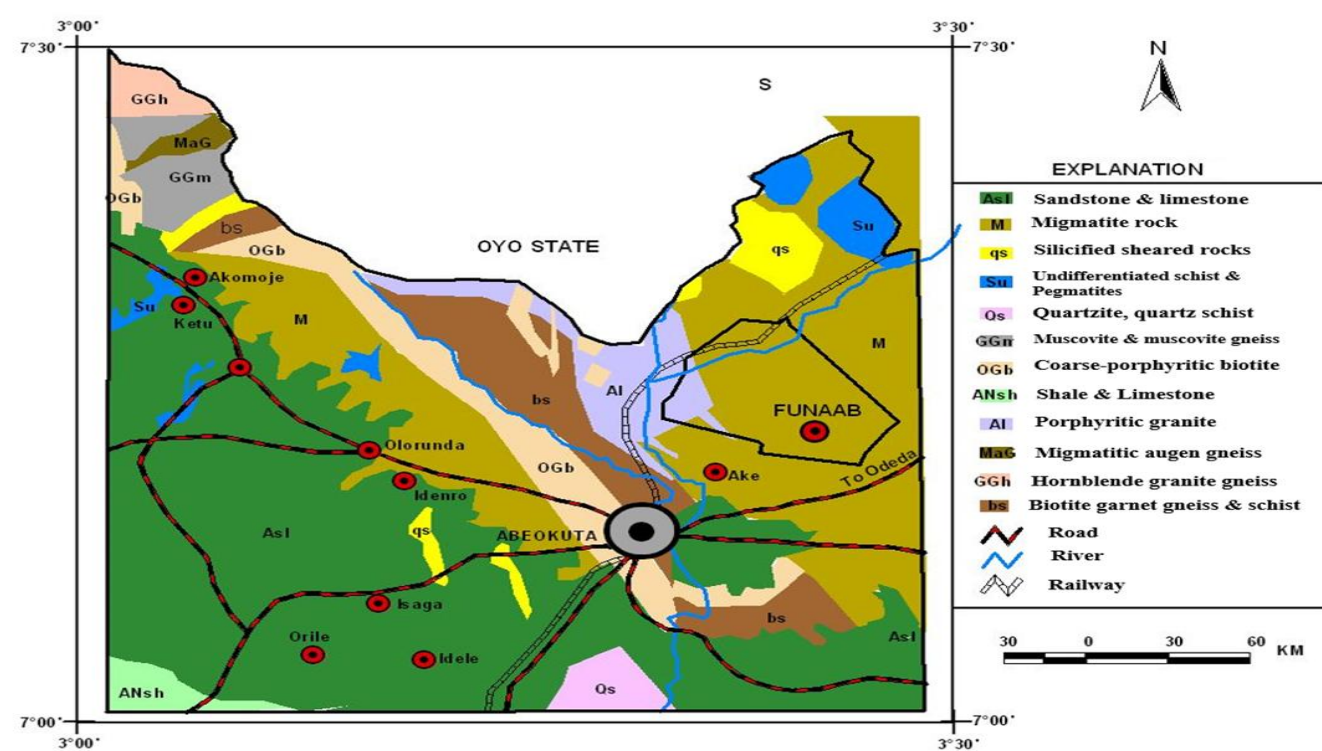 3°00'
3°30'
7°30'
7°30'
N
S
GGh
MaG
GGm
OGb
bs
OGb
OYO STATE
qs
Su
Akomoje
Su
Ketu
M
M
Al
bs
FUNAAB
Olorunda
OGb
Ake
To Odeda
Idenro
qs
Asl
ABEOKUTA
Isaga
bs
Orile
Asl
Idele
ANsh
Qs
7°00'
7°00'
3°00'
3°30'
EXPLANATION
Asl Sandstone & limestone
M Migmatite rock
qs Silicified sheared rocks
Su Undifferentiated schist &
Pegmatites
Qs Quartzite, quartz schist
GGm Muscovite & muscovite gneiss
OGb Coarse-porphyritic biotite
ANsh Shale & Limestone
Al Porphyritic granite
MaG Migmatitic augen gneiss
GGh Hornblende granite gneiss
bs Biotite garnet gneiss & schist
Road
River
Railway
30 0 30 60 KM